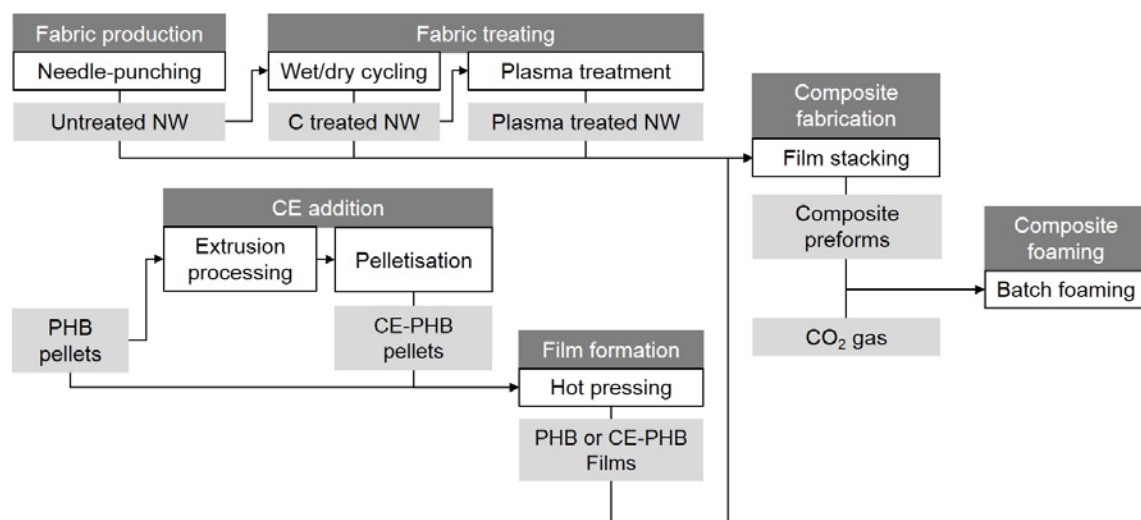 Fabric production
Needle-punching
Untreated NW
Fabric treating
Wet/dry cycling
C treated NW
Plasma treatment
Plasma treated NW
Composite
fabrication
Film stacking
Composite
preforms
CO₂ gas
Composite
foaming
Batch foaming
CE addition
Extrusion
processing
Pelletisation
PHB
pellets
CE-PHB
pellets
Film formation
Hot pressing
PHB or CE-PHB
Films